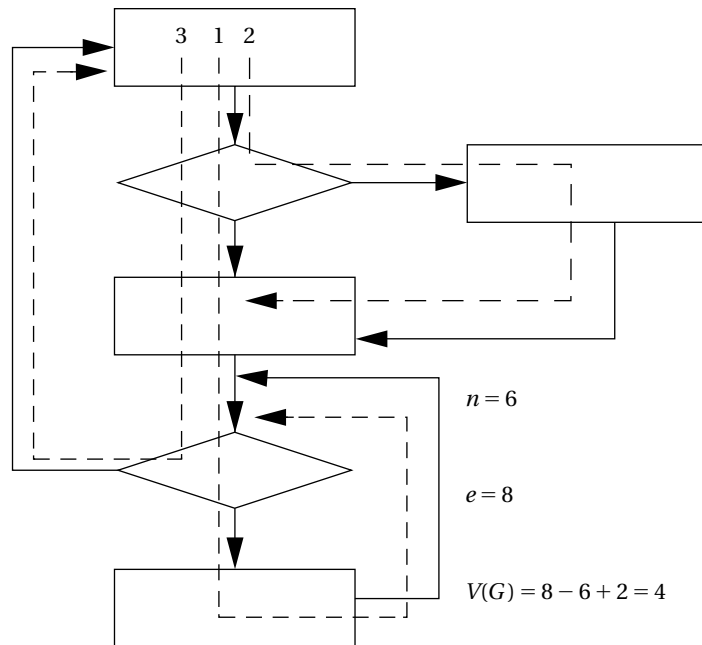 3 1 2
n = 6
e = 8
V(G) = 8 − 6 + 2 = 4